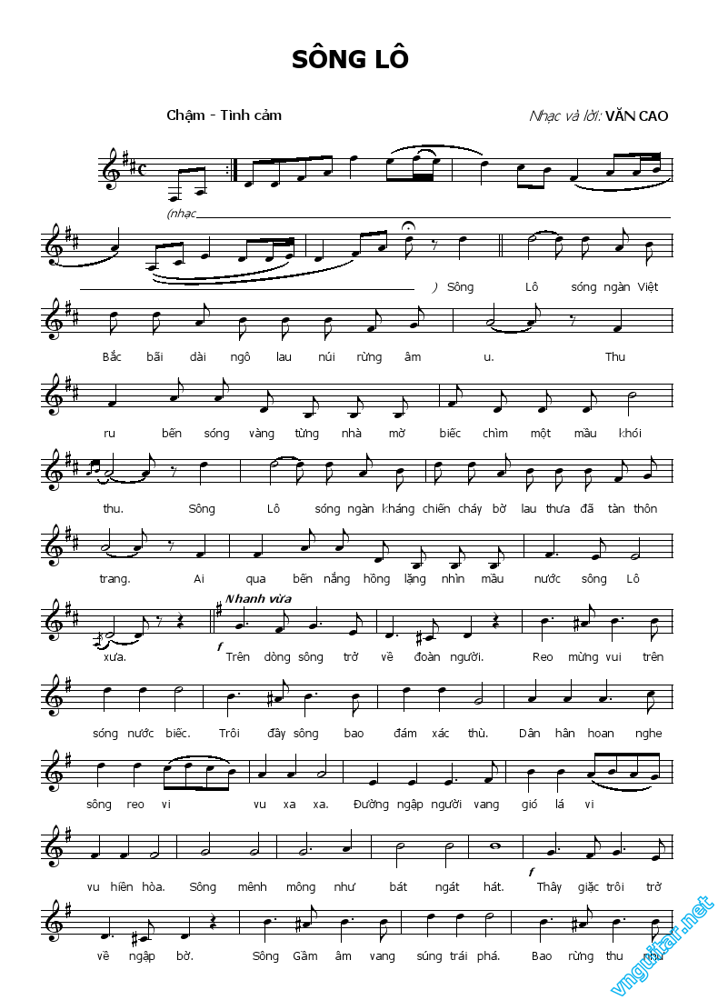 SÔNG LÔ
Chậm - Tình cảm
Nhạc và lời: VĂN CAO
(nhạc
) Sông Lô sóng ngàn Việt
Bắc bãi dài ngô lau núi rừng âm u. Thu
ru bến sóng vàng từng nhà mờ biếc chìm một mầu khói
thu. Sông Lô sóng ngàn kháng chiến cháy bờ lau thưa đã tàn thôn
trang. Ai qua bến nắng hồng lặng nhìn mầu nước sông Lô
Nhanh vừa
f
xưa. Trên dòng sông trở về đoàn người. Reo mừng vui trên
sóng nước biếc. Trôi đầy sông bao đám xác thù. Dân hân hoan nghe
sông reo vi vu xa xa. Đường ngập người vang gió lá vi
vu hiền hòa. Sông mênh mông như bát ngát hát. Thây giặc trôi trở
f
về ngập bờ. Sông Gầm âm vang súng trái phá. Bao rừng thu như
vnguitar.net